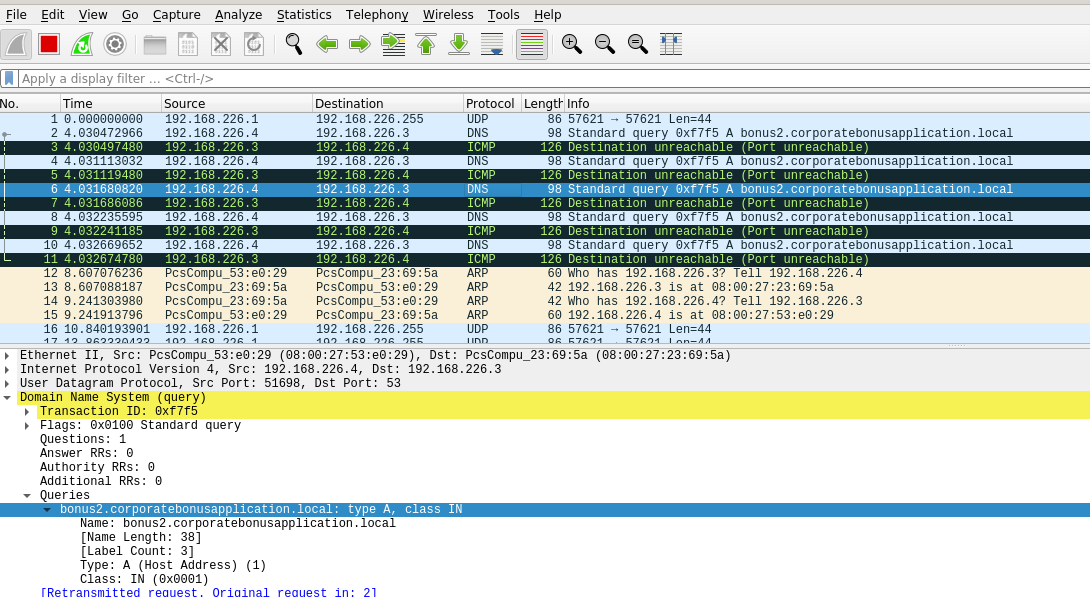 File Edit View Go Capture Analyze Statistics Telephony Wireless Tools Help
Apply a display filter ... <Ctrl-/>
No. Time Source Destination Protocol Length Info
1 0.000000000 192.168.226.1 192.168.226.255 UDP 86 57621 → 57621 Len=44
2 4.030472966 192.168.226.4 192.168.226.3 DNS 98 Standard query 0xf7f5 A bonus2.corporatebonusapplication.local
3 4.030497480 192.168.226.3 192.168.226.4 ICMP 126 Destination unreachable (Port unreachable)
4 4.031113032 192.168.226.4 192.168.226.3 DNS 98 Standard query 0xf7f5 A bonus2.corporatebonusapplication.local
5 4.031119480 192.168.226.3 192.168.226.4 ICMP 126 Destination unreachable (Port unreachable)
6 4.031680820 192.168.226.4 192.168.226.3 DNS 98 Standard query 0xf7f5 A bonus2.corporatebonusapplication.local
7 4.031686086 192.168.226.3 192.168.226.4 ICMP 126 Destination unreachable (Port unreachable)
8 4.032235595 192.168.226.4 192.168.226.3 DNS 98 Standard query 0xf7f5 A bonus2.corporatebonusapplication.local
9 4.032241185 192.168.226.3 192.168.226.4 ICMP 126 Destination unreachable (Port unreachable)
10 4.032669652 192.168.226.4 192.168.226.3 DNS 98 Standard query 0xf7f5 A bonus2.corporatebonusapplication.local
11 4.032674780 192.168.226.3 192.168.226.4 ICMP 126 Destination unreachable (Port unreachable)
12 8.607076236 PcsCompu_53:e0:29 PcsCompu_23:69:5a ARP 60 Who has 192.168.226.3? Tell 192.168.226.4
13 8.607088187 PcsCompu_23:69:5a PcsCompu_53:e0:29 ARP 42 192.168.226.3 is at 08:00:27:23:69:5a
14 9.241303980 PcsCompu_23:69:5a PcsCompu_53:e0:29 ARP 42 Who has 192.168.226.4? Tell 192.168.226.3
15 9.241913796 PcsCompu_53:e0:29 PcsCompu_23:69:5a ARP 60 192.168.226.4 is at 08:00:27:53:e0:29
16 10.840193901 192.168.226.1 192.168.226.255 UDP 86 57621 → 57621 Len=44
17 192.168.226.1 192.168.226.255 UDP 86 57621 → 57621 Len=44
Ethernet II, Src: PcsCompu_53:e0:29 (08:00:27:53:e0:29), Dst: PcsCompu_23:69:5a (08:00:27:23:69:5a)
Internet Protocol Version 4, Src: 192.168.226.4, Dst: 192.168.226.3
User Datagram Protocol, Src Port: 51698, Dst Port: 53
Domain Name System (query)
Transaction ID: 0xf7f5
Flags: 0x0100 Standard query
Questions: 1
Answer RRs: 0
Authority RRs: 0
Additional RRs: 0
Queries
bonus2.corporatebonusapplication.local: type A, class IN
Name: bonus2.corporatebonusapplication.local
[Name Length: 38]
[Label Count: 3]
Type: A (Host Address) (1)
Class: IN (0x0001)
[Retransmitted request. Original request in: 2]